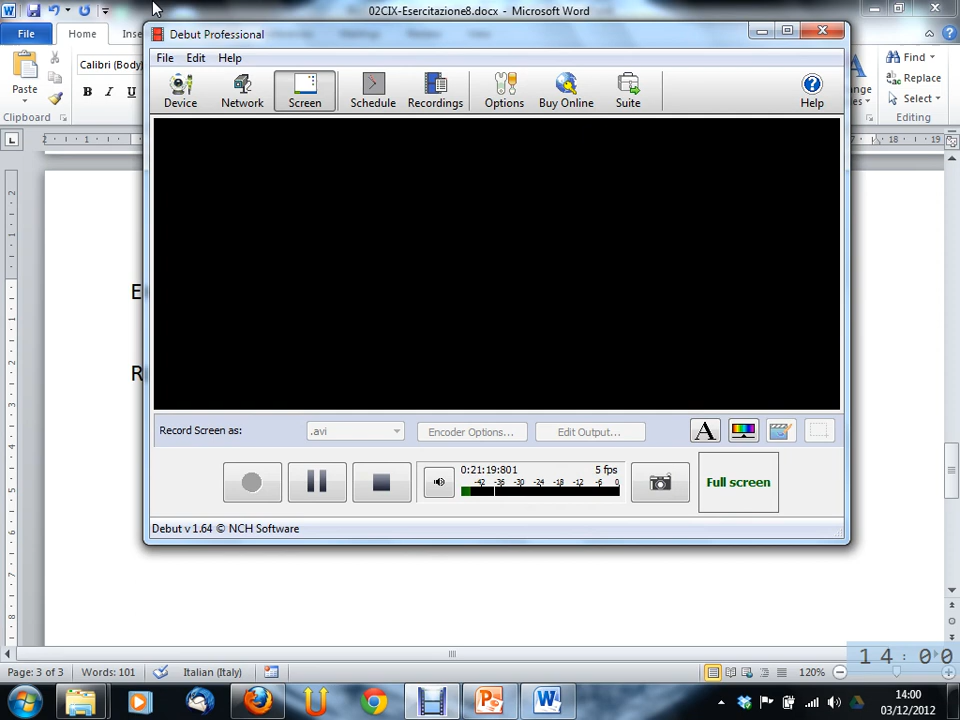 02CIX-Esercitazione8.docx - Microsoft Word
File Home Inse
Calibri (Body)
Paste
B I U
Clipboard
Find
Replace
Select
Editing
Debut Professional
File Edit Help
Device Network Screen Schedule Recordings Options Buy Online Suite Help
Record Screen as: .avi Encoder Options... Edit Output...
0:21:19:801 5 fps
-42 -36 -30 -24 -18 -12 -6 0
Full screen
Debut v 1.64 © NCH Software
E
R
Page: 3 of 3 Words: 101 Italian (Italy) 120%
14:00
14:00
03/12/2012